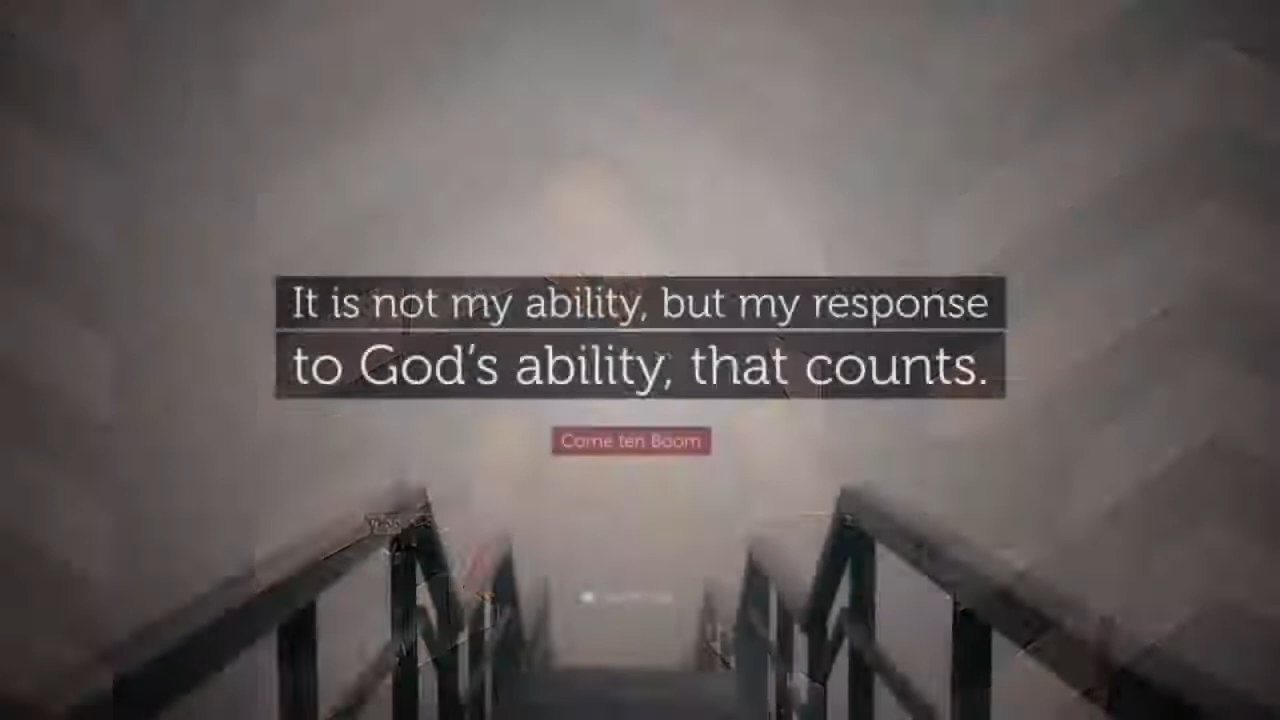 It is not my ability, but my response
to God's ability, that counts.
Corrie ten Boom